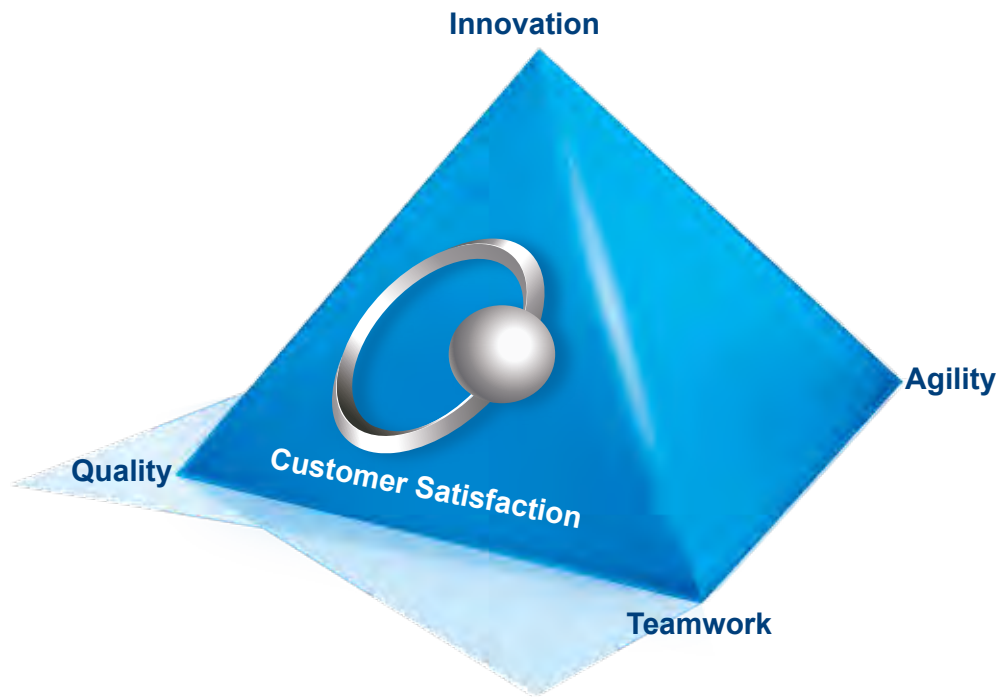 Innovation
Agility
Quality
Customer Satisfaction
Teamwork